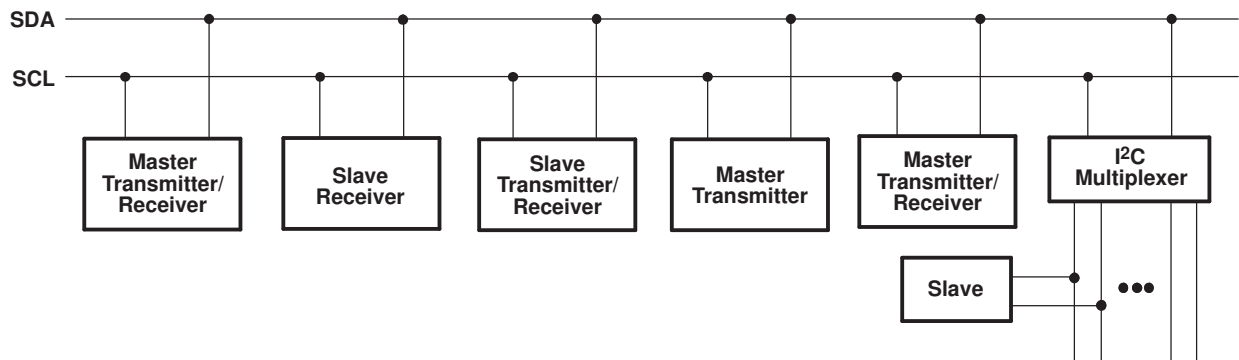 SDA
SCL
Master
Transmitter/
Receiver
Slave
Receiver
Slave
Transmitter/
Receiver
Master
Transmitter
Master
Transmitter/
Receiver
I²C
Multiplexer
Slave